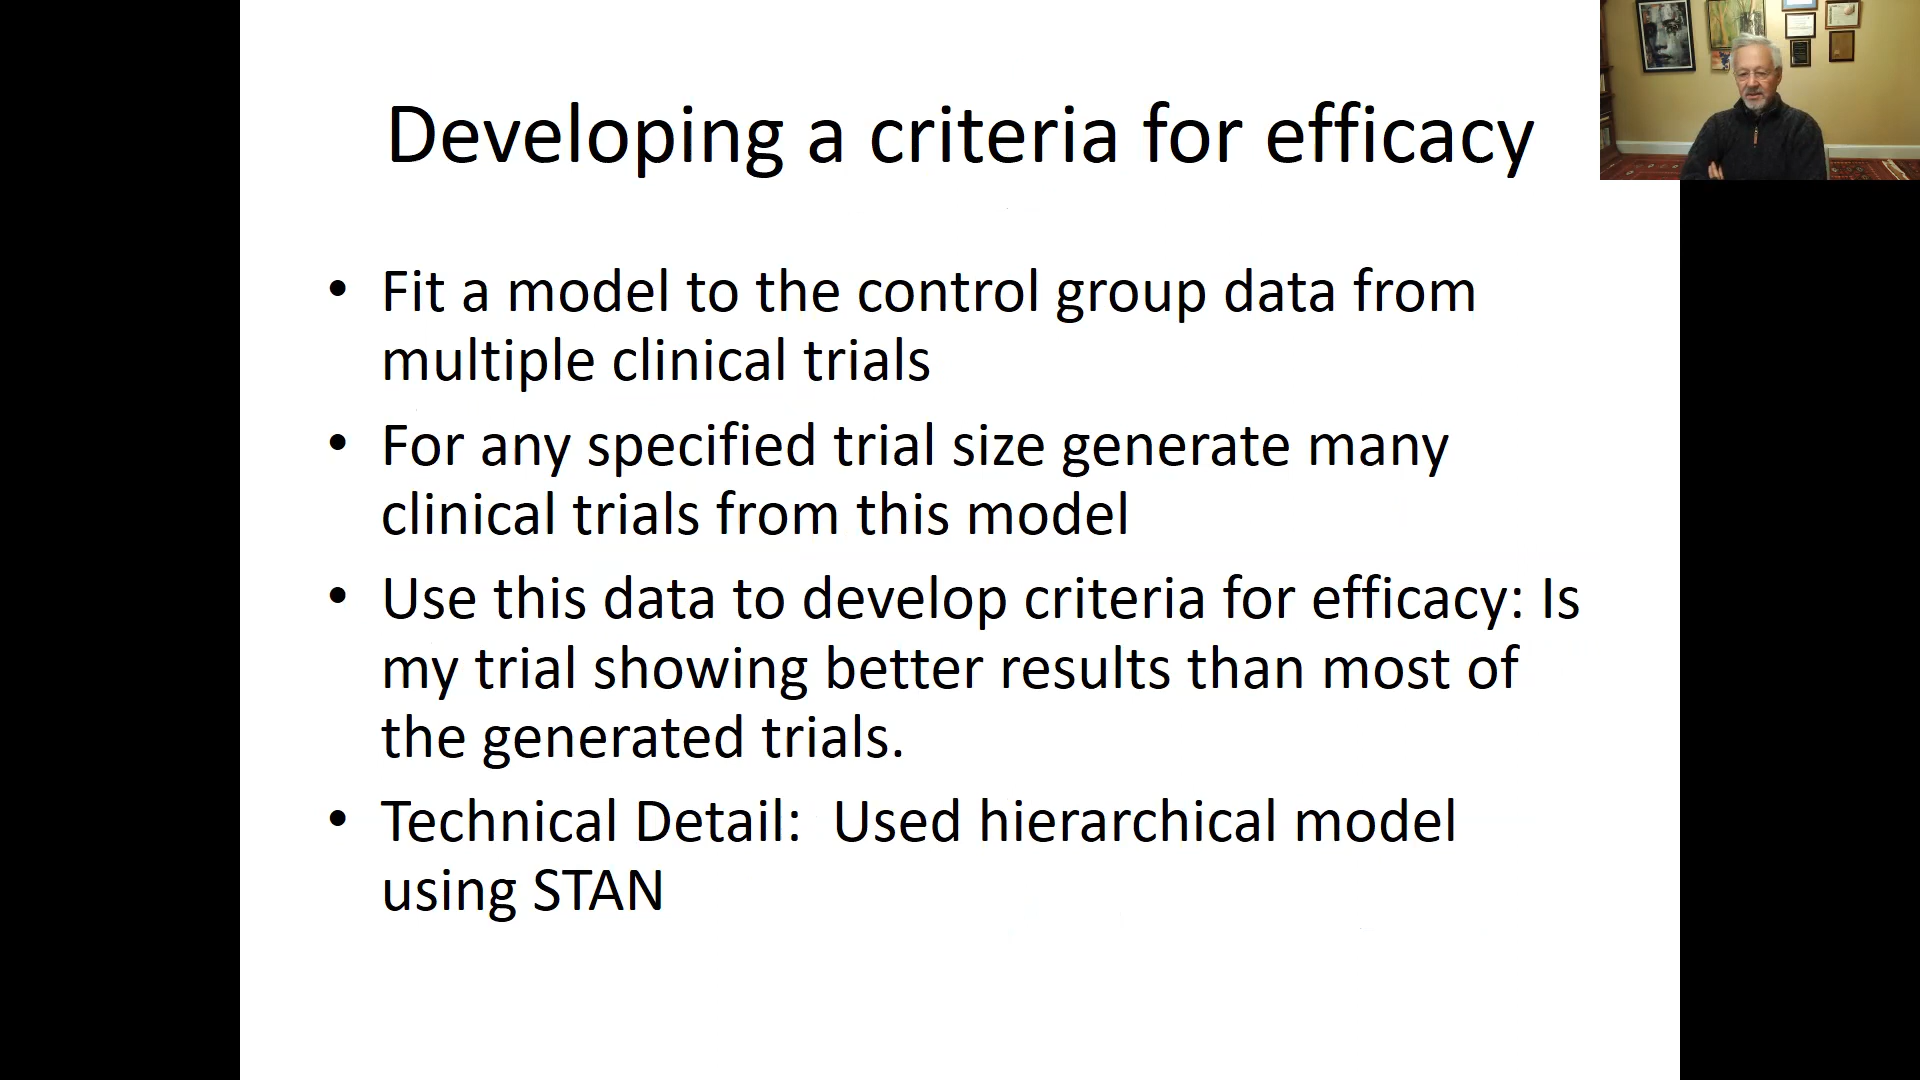 Developing a criteria for efficacy
• Fit a model to the control group data from
multiple clinical trials
• For any specified trial size generate many
clinical trials from this model
• Use this data to develop criteria for efficacy: Is
my trial showing better results than most of
the generated trials.
• Technical Detail:  Used hierarchical model
using STAN